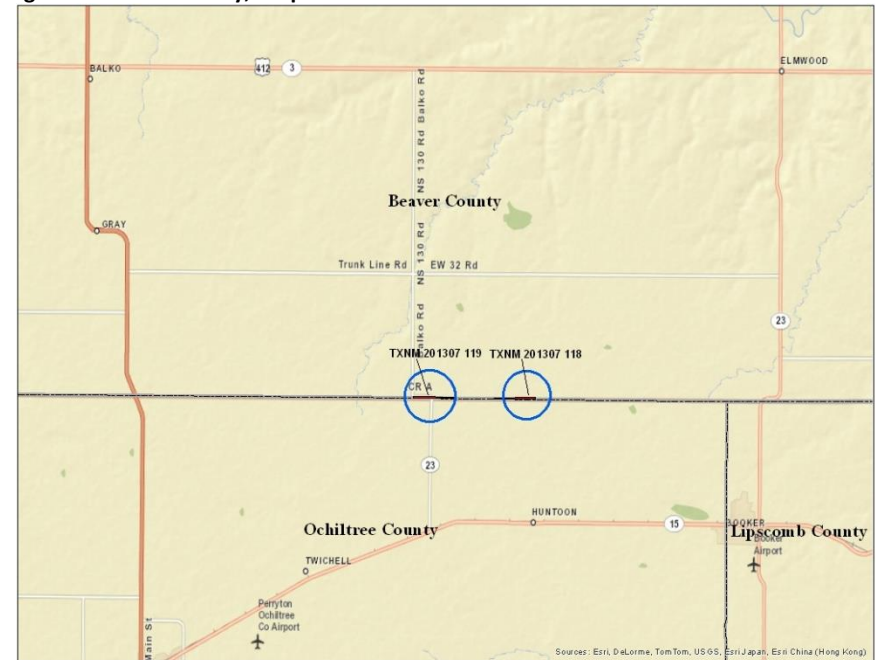 BALKO
412
3
ELMWOOD
NS 130 Rd Balko Rd
Beaver County
GRAY
NS 130 Rd Balko Rd
Trunk Line Rd
EW 32 Rd
Balko Rd
23
TXNM 201307 119
TXNM 201307 118
CR A
23
HUNTOON
15
BOOKER
Ochiltree County
Lipscomb County
Booker
Airport
TWICHELL
Perryton
Ochiltree
Co Airport
Main St
Sources: Esri, DeLorme, TomTom, USGS, Esri Japan, Esri China (Hong Kong)